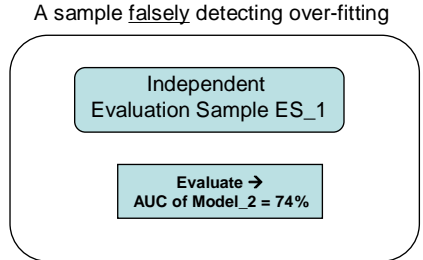 A sample falsely detecting over-fitting
Independent
Evaluation Sample ES_1
Evaluate →
AUC of Model_2 = 74%